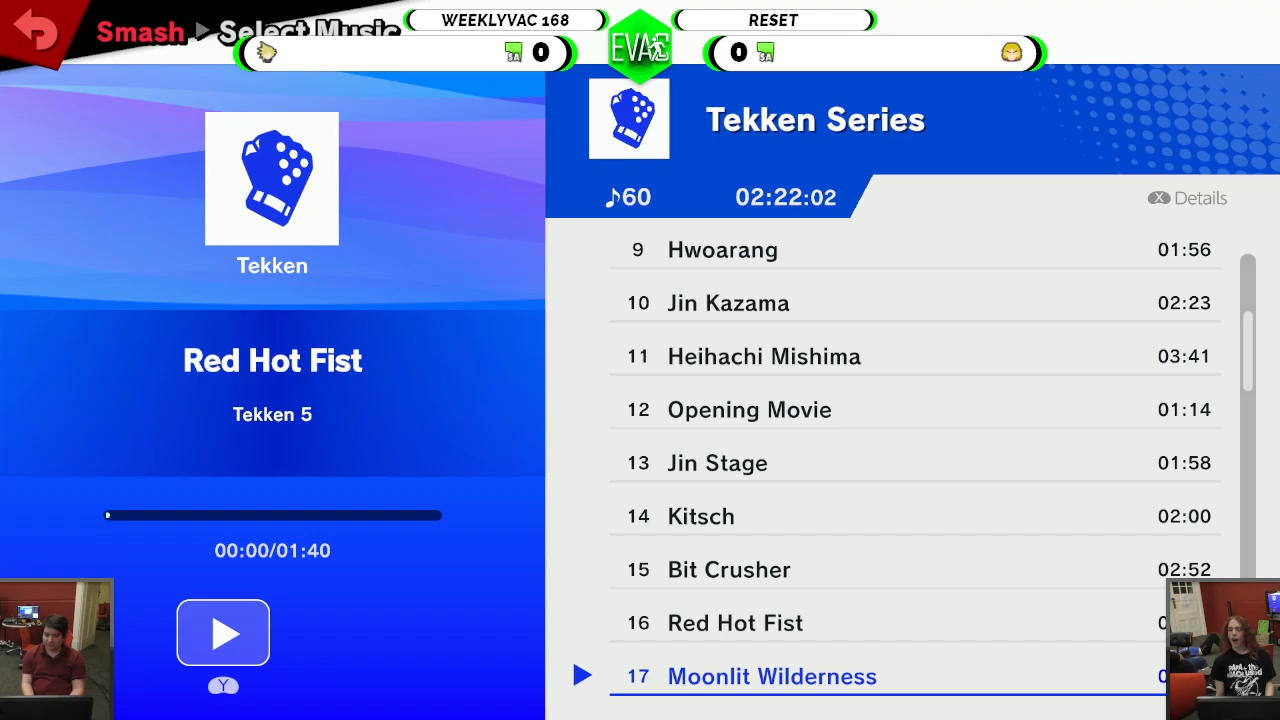 Smash ▶ Select Music
WEEKLYVAC 168
RESET
SA 0
EVAC
0 SA
Tekken
Red Hot Fist
Tekken 5
00:00/01:40
Y
Tekken Series
♪60 02:22:02
X Details
9 Hwoarang 01:56
10 Jin Kazama 02:23
11 Heihachi Mishima 03:41
12 Opening Movie 01:14
13 Jin Stage 01:58
14 Kitsch 02:00
15 Bit Crusher 02:52
16 Red Hot Fist
17 Moonlit Wilderness